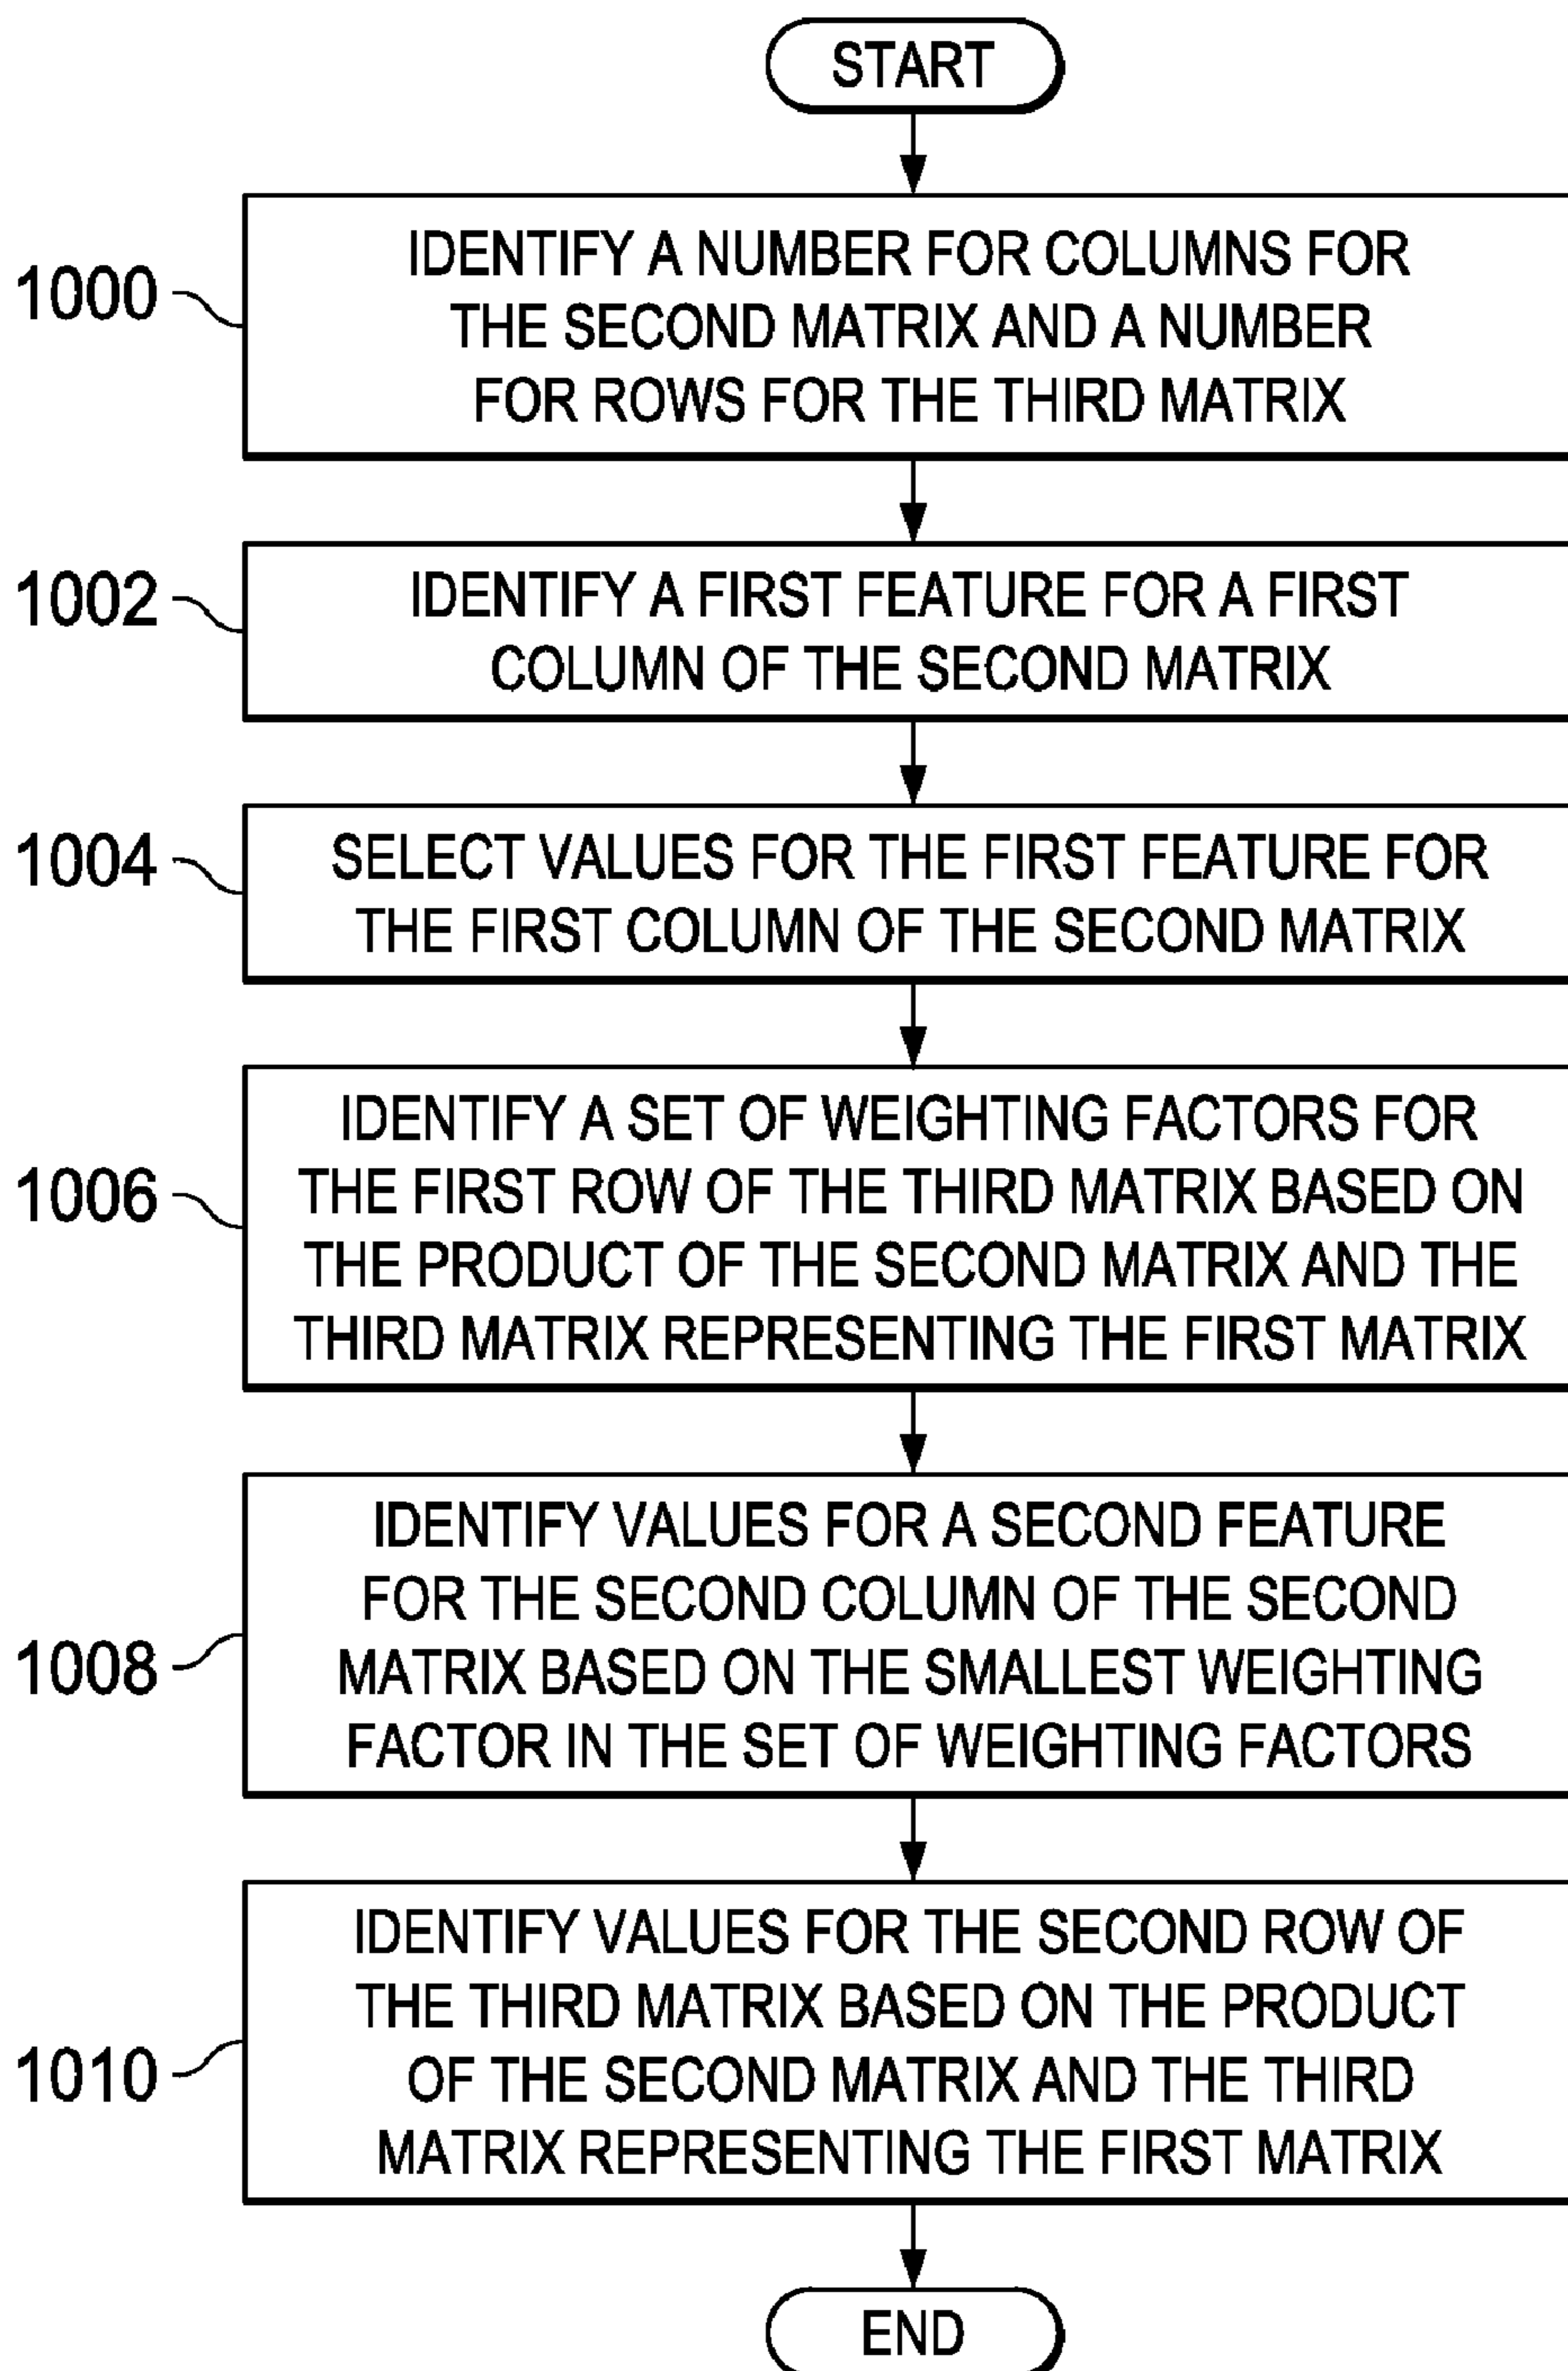 START
1000
IDENTIFY A NUMBER FOR COLUMNS FOR
THE SECOND MATRIX AND A NUMBER
FOR ROWS FOR THE THIRD MATRIX
1002
IDENTIFY A FIRST FEATURE FOR A FIRST
COLUMN OF THE SECOND MATRIX
1004
SELECT VALUES FOR THE FIRST FEATURE FOR
THE FIRST COLUMN OF THE SECOND MATRIX
1006
IDENTIFY A SET OF WEIGHTING FACTORS FOR
THE FIRST ROW OF THE THIRD MATRIX BASED ON
THE PRODUCT OF THE SECOND MATRIX AND THE
THIRD MATRIX REPRESENTING THE FIRST MATRIX
1008
IDENTIFY VALUES FOR A SECOND FEATURE
FOR THE SECOND COLUMN OF THE SECOND
MATRIX BASED ON THE SMALLEST WEIGHTING
FACTOR IN THE SET OF WEIGHTING FACTORS
1010
IDENTIFY VALUES FOR THE SECOND ROW OF
THE THIRD MATRIX BASED ON THE PRODUCT
OF THE SECOND MATRIX AND THE THIRD
MATRIX REPRESENTING THE FIRST MATRIX
END